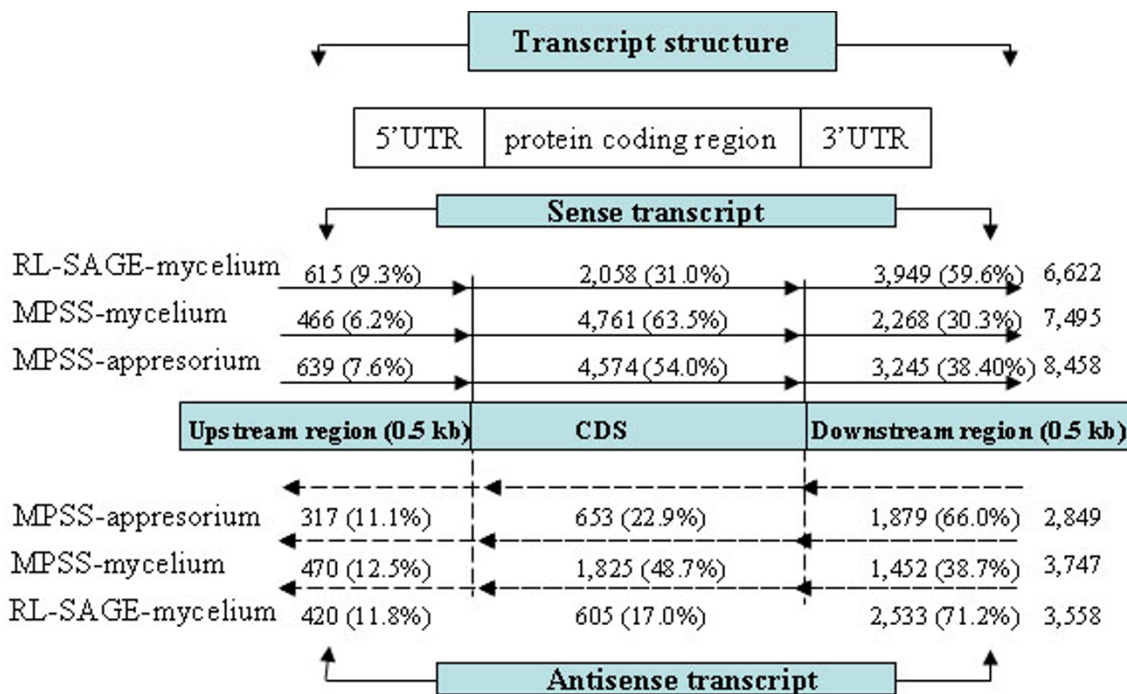 Transcript structure
5’UTR protein coding region 3’UTR
Sense transcript
RL-SAGE-mycelium 615 (9.3%) 2,058 (31.0%) 3,949 (59.6%) 6,622
MPSS-mycelium 466 (6.2%) 4,761 (63.5%) 2,268 (30.3%) 7,495
MPSS-appresorium 639 (7.6%) 4,574 (54.0%) 3,245 (38.40%) 8,458
Upstream region (0.5 kb) CDS Downstream region (0.5 kb)
MPSS-appresorium 317 (11.1%) 653 (22.9%) 1,879 (66.0%) 2,849
MPSS-mycelium 470 (12.5%) 1,825 (48.7%) 1,452 (38.7%) 3,747
RL-SAGE-mycelium 420 (11.8%) 605 (17.0%) 2,533 (71.2%) 3,558
Antisense transcript